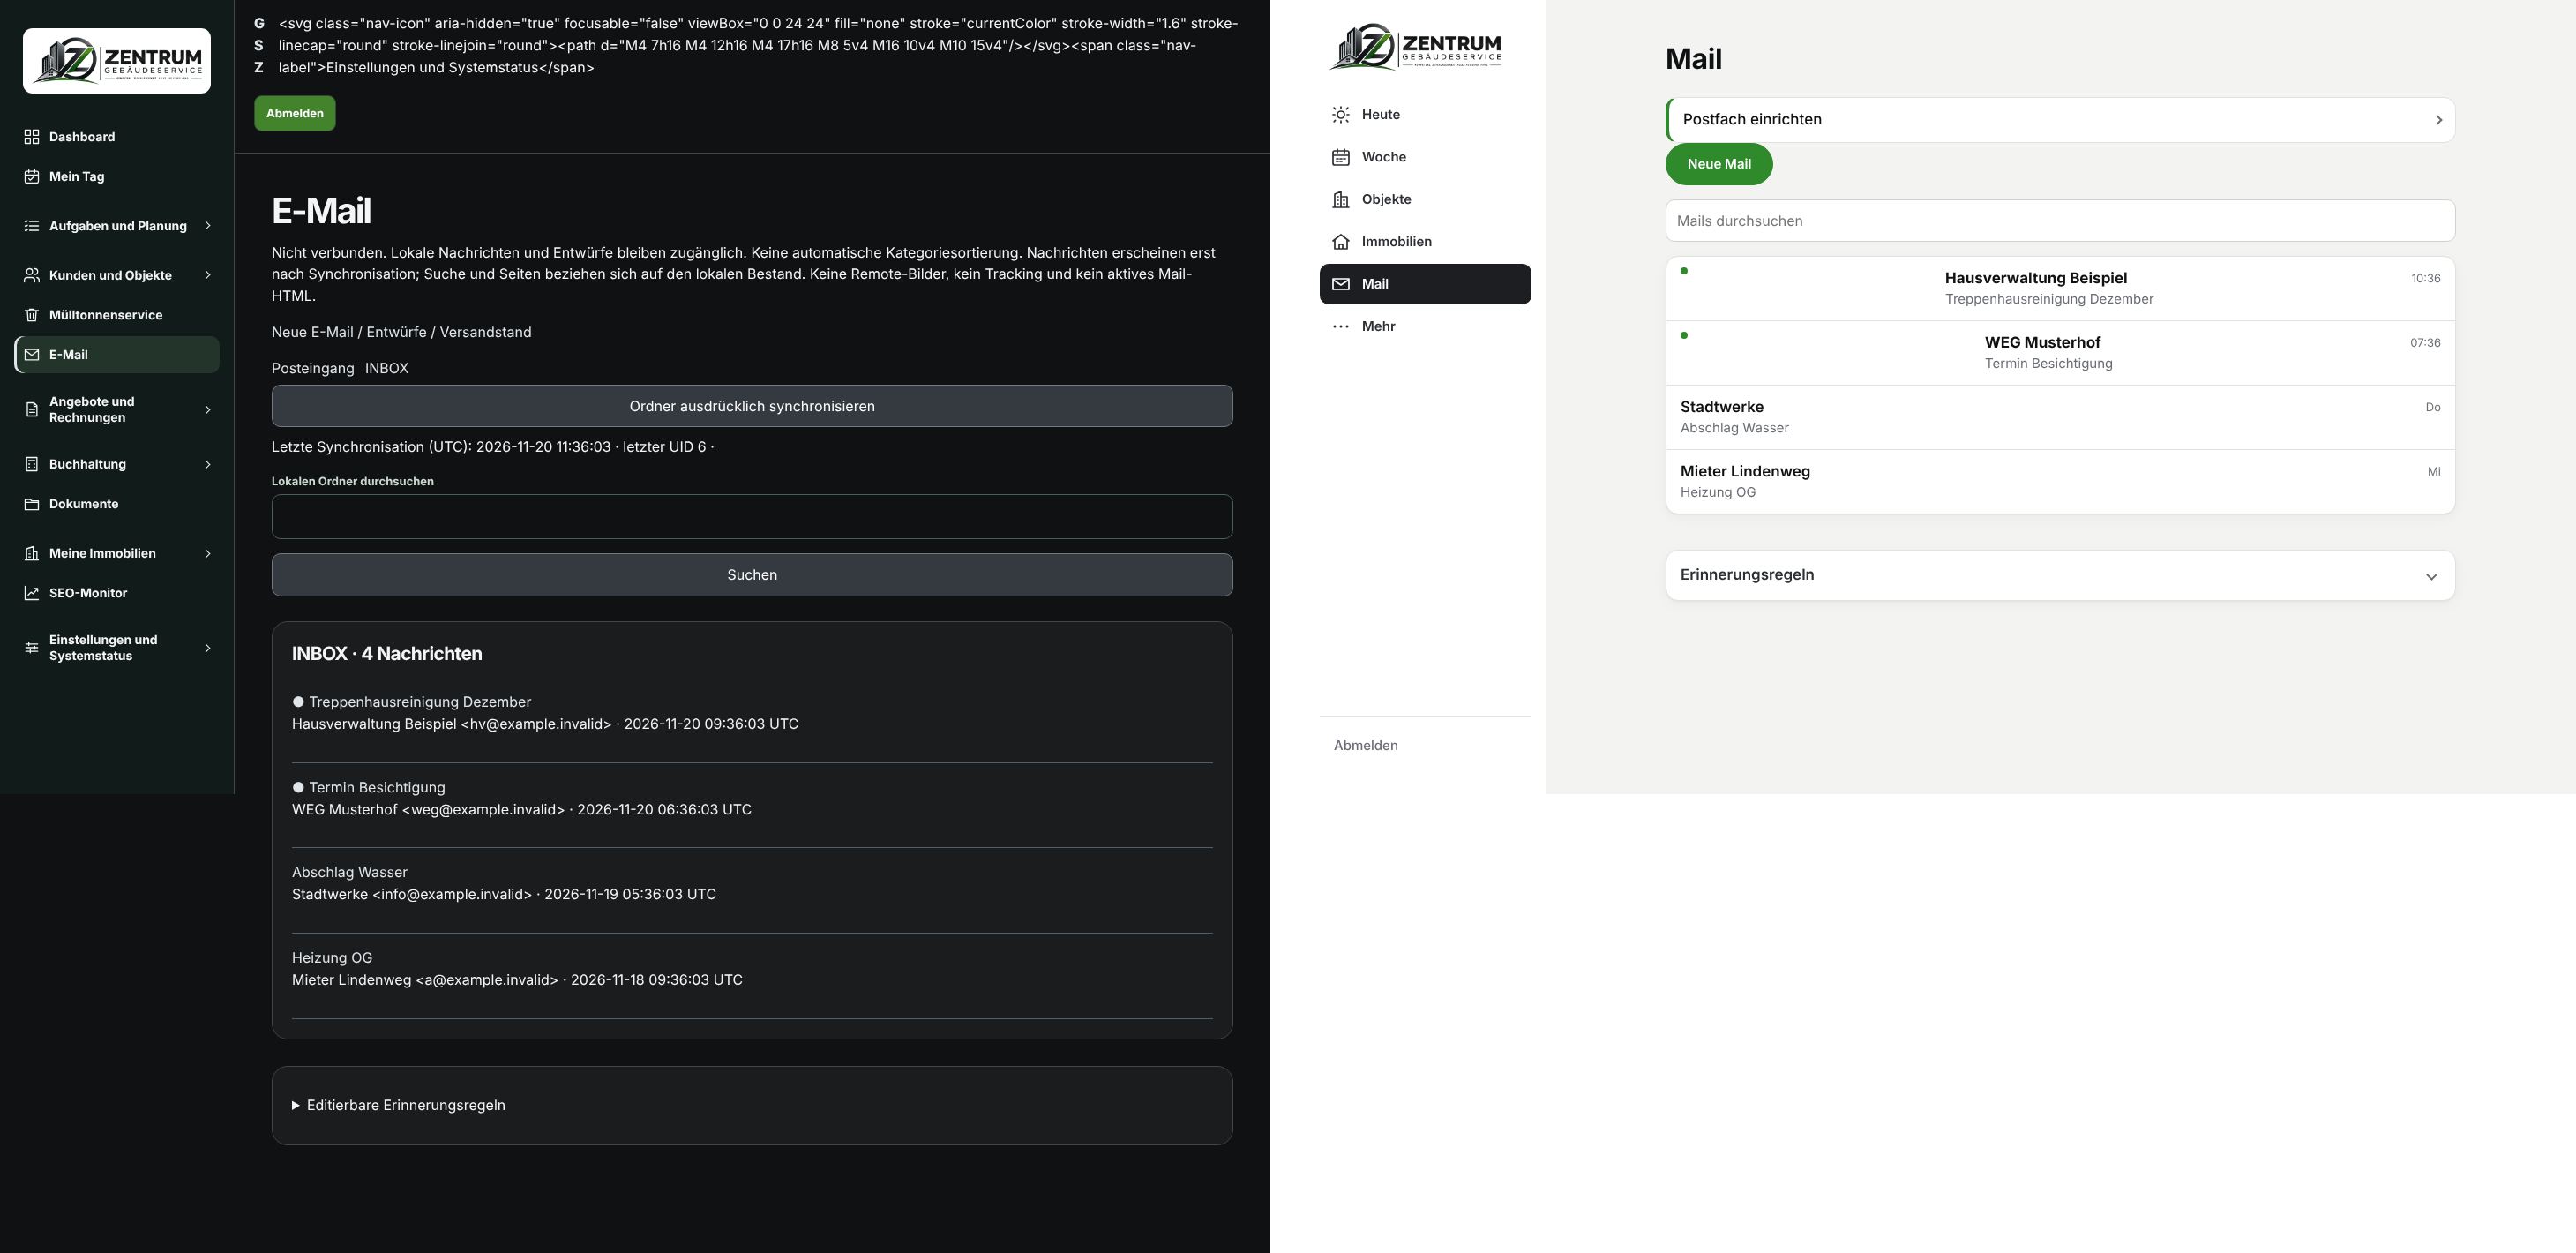 ZENTRUM
GEBÄUDESERVICE
Dashboard
Mein Tag
Aufgaben und Planung
Kunden und Objekte
Mülltonnenservice
E-Mail
Angebote und
Rechnungen
Buchhaltung
Dokumente
Meine Immobilien
SEO-Monitor
Einstellungen und
Systemstatus
G <svg class="nav-icon" aria-hidden="true" focusable="false" viewBox="0 0 24 24" fill="none" stroke="currentColor" stroke-width="1.6" stroke-
S linecap="round" stroke-linejoin="round"><path d="M4 7h16 M4 12h16 M4 17h16 M8 5v4 M16 10v4 M10 15v4"/></svg><span class="nav-
Z label">Einstellungen und Systemstatus</span>
Abmelden
E-Mail
Nicht verbunden. Lokale Nachrichten und Entwürfe bleiben zugänglich. Keine automatische Kategoriesortierung. Nachrichten erscheinen erst
nach Synchronisation; Suche und Seiten beziehen sich auf den lokalen Bestand. Keine Remote-Bilder, kein Tracking und kein aktives Mail-
HTML.
Neue E-Mail / Entwürfe / Versandstand
Posteingang INBOX
Ordner ausdrücklich synchronisieren
Letzte Synchronisation (UTC): 2026-11-20 11:36:03 · letzter UID 6 ·
Lokalen Ordner durchsuchen
Suchen
INBOX · 4 Nachrichten
● Treppenhausreinigung Dezember
Hausverwaltung Beispiel <hv@example.invalid> · 2026-11-20 09:36:03 UTC
● Termin Besichtigung
WEG Musterhof <weg@example.invalid> · 2026-11-20 06:36:03 UTC
Abschlag Wasser
Stadtwerke <info@example.invalid> · 2026-11-19 05:36:03 UTC
Heizung OG
Mieter Lindenweg <a@example.invalid> · 2026-11-18 09:36:03 UTC
▶ Editierbare Erinnerungsregeln
ZENTRUM
GEBÄUDESERVICE
Heute
Woche
Objekte
Immobilien
Mail
Mehr
Abmelden
Mail
Postfach einrichten
Neue Mail
Mails durchsuchen
Hausverwaltung Beispiel 10:36
Treppenhausreinigung Dezember
WEG Musterhof 07:36
Termin Besichtigung
Stadtwerke Do
Abschlag Wasser
Mieter Lindenweg Mi
Heizung OG
Erinnerungsregeln